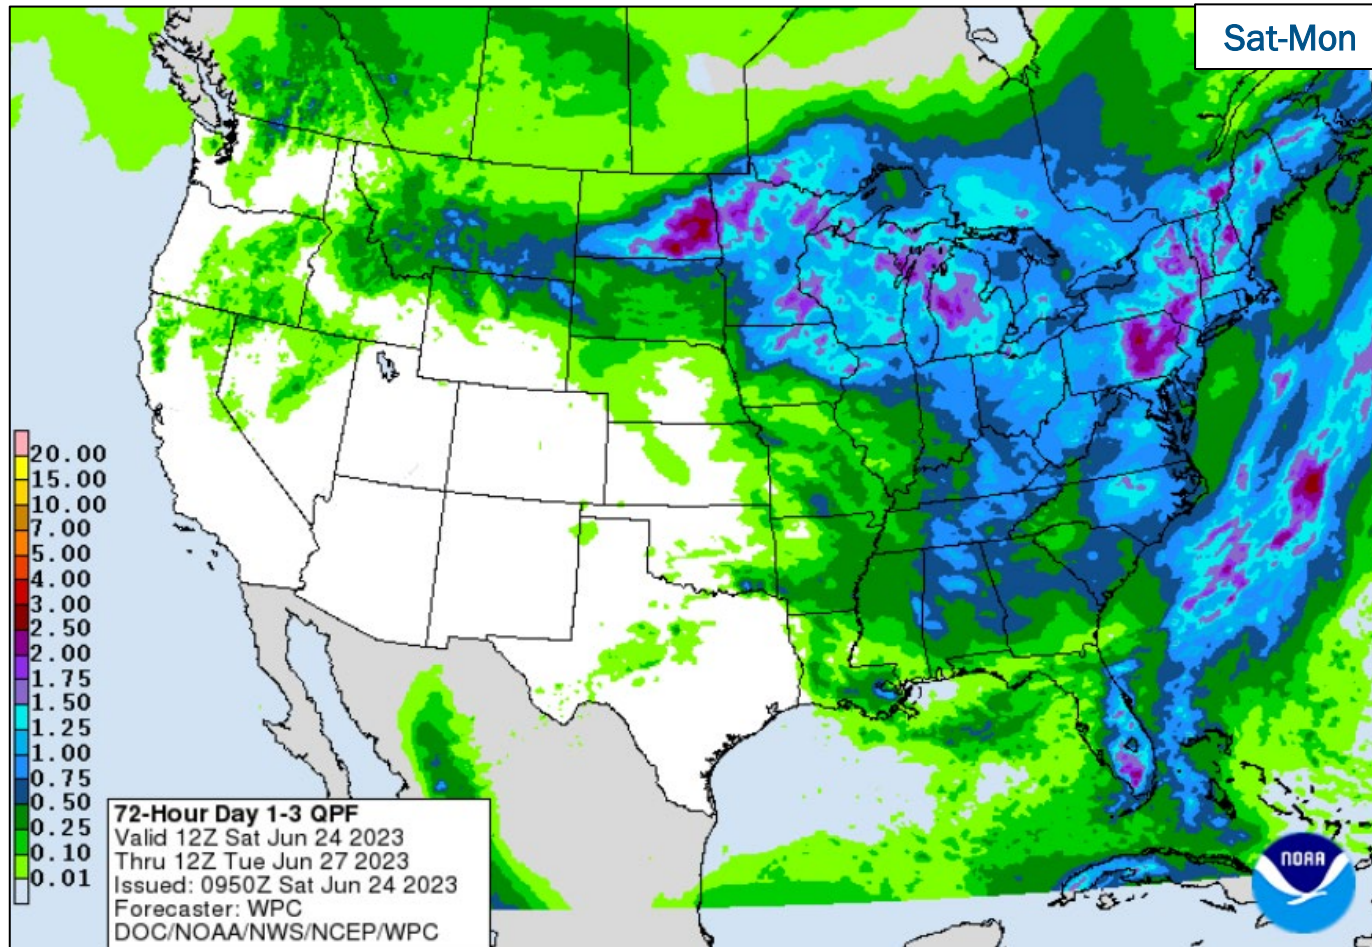 Sat-Mon
20.00
15.00
10.00
7.00
5.00
4.00
3.00
2.50
2.00
1.75
1.50
1.25
1.00
0.75
0.50
0.25
0.10
0.01
72-Hour Day 1-3 QPF
Valid 12Z Sat Jun 24 2023
Thru 12Z Tue Jun 27 2023
Issued: 0950Z Sat Jun 24 2023
Forecaster: WPC
DOC/NOAA/NWS/NCEP/WPC
NOAA